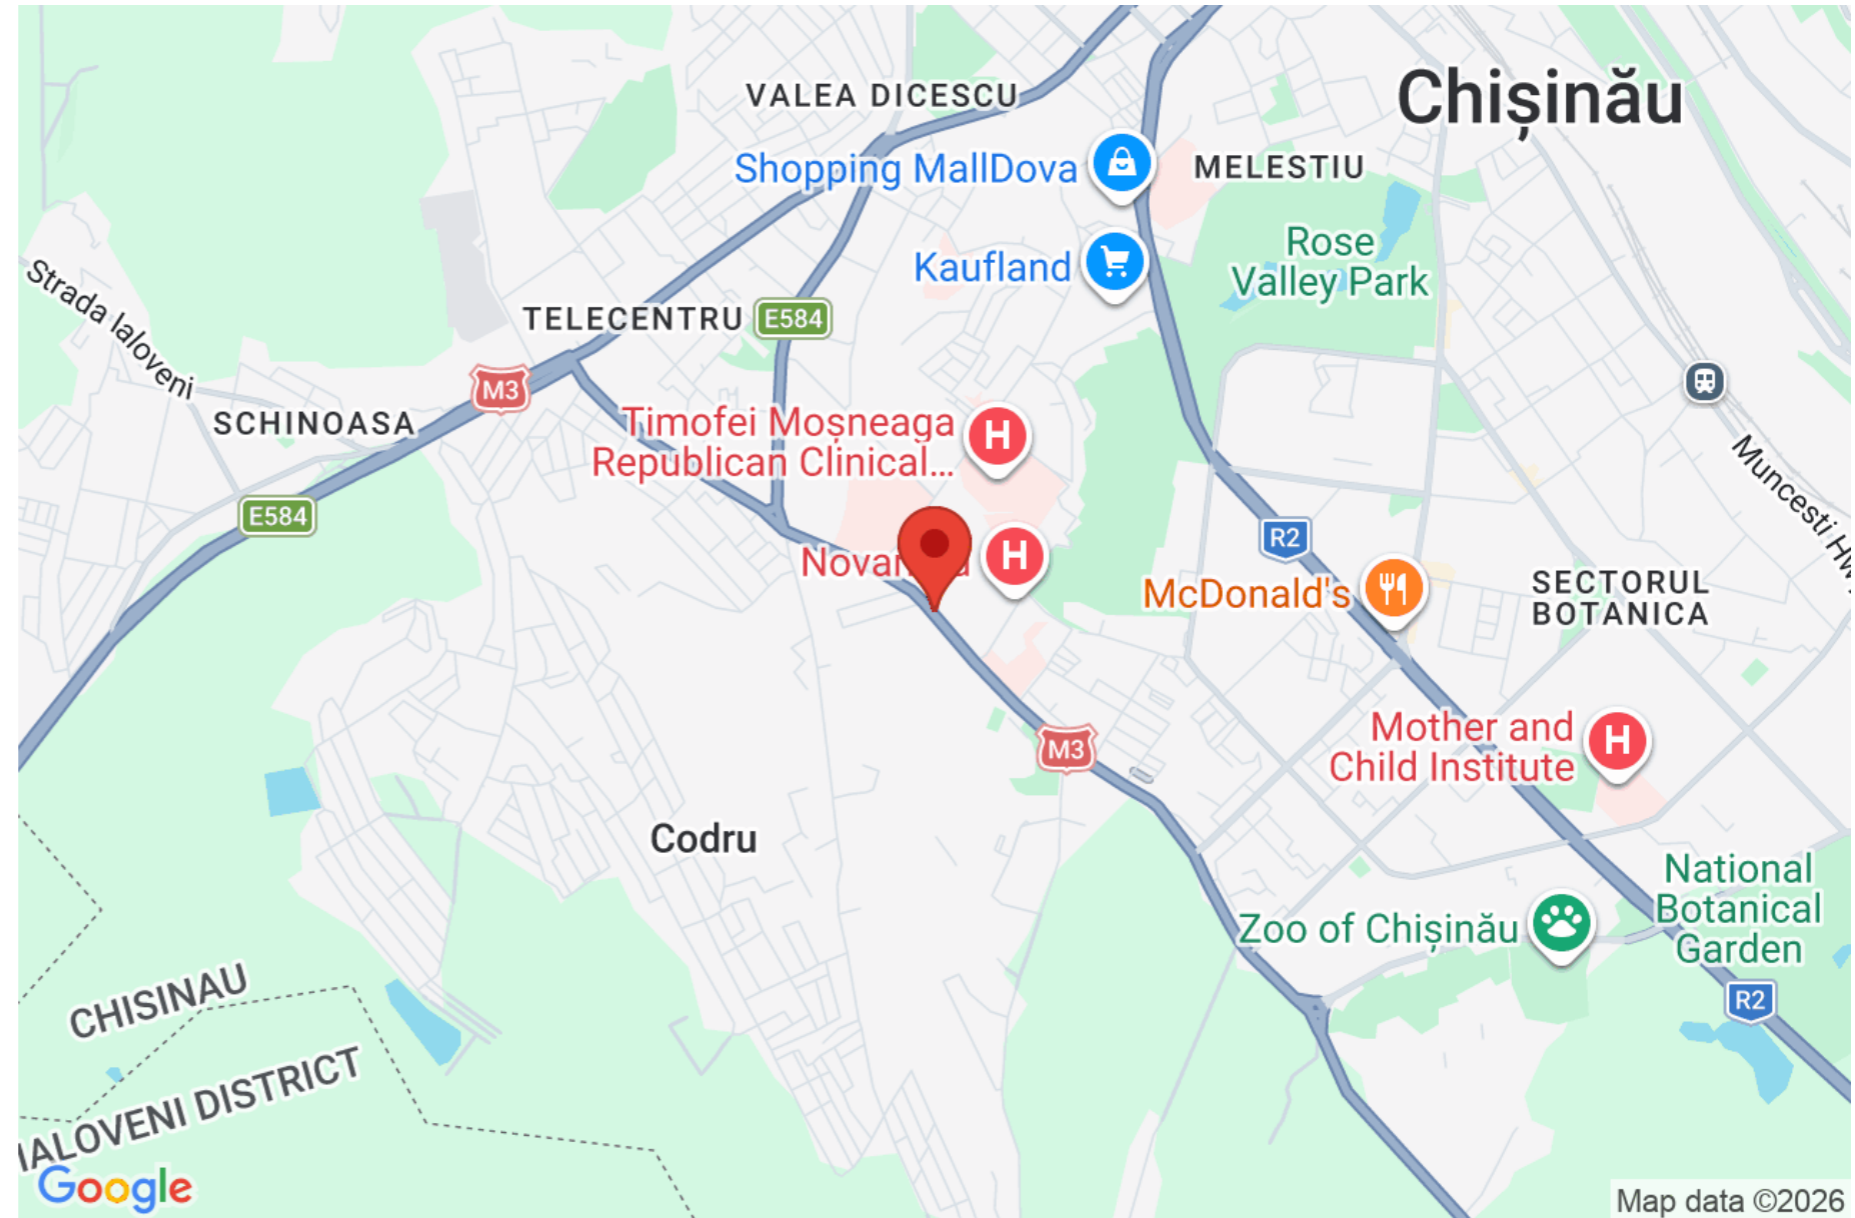 Chișinău
VALEA DICESCU
Shopping MallDova
MELESTIU
Rose
Valley Park
Kaufland
Strada Ialoveni
TELECENTRU
E584
M3
SCHINOASA
Timofei Moșneaga
Republican Clinical...
E584
R2
Muncesti
McDonald's
SECTORUL
BOTANICA
M3
Mother and
Child Institute
Codru
National
Botanical
Garden
Zoo of Chișinău
R2
CHISINAU
IALOVENI DISTRICT
Google
Map data ©2026